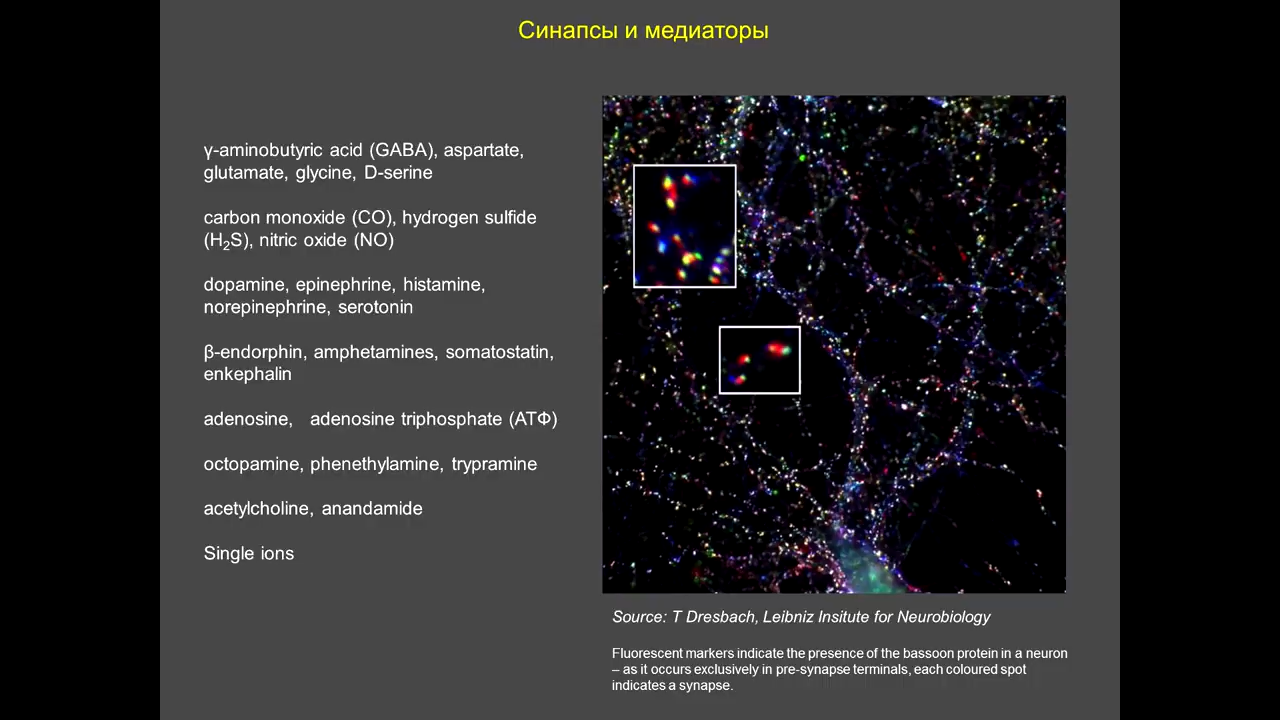 Синапсы и медиаторы
γ-aminobutyric acid (GABA), aspartate,
glutamate, glycine, D-serine
carbon monoxide (CO), hydrogen sulfide
(H₂S), nitric oxide (NO)
dopamine, epinephrine, histamine,
norepinephrine, serotonin
β-endorphin, amphetamines, somatostatin,
enkephalin
adenosine, adenosine triphosphate (АТФ)
octopamine, phenethylamine, trypramine
acetylcholine, anandamide
Single ions
Source: T Dresbach, Leibniz Insitute for Neurobiology
Fluorescent markers indicate the presence of the bassoon protein in a neuron
– as it occurs exclusively in pre-synapse terminals, each coloured spot
indicates a synapse.